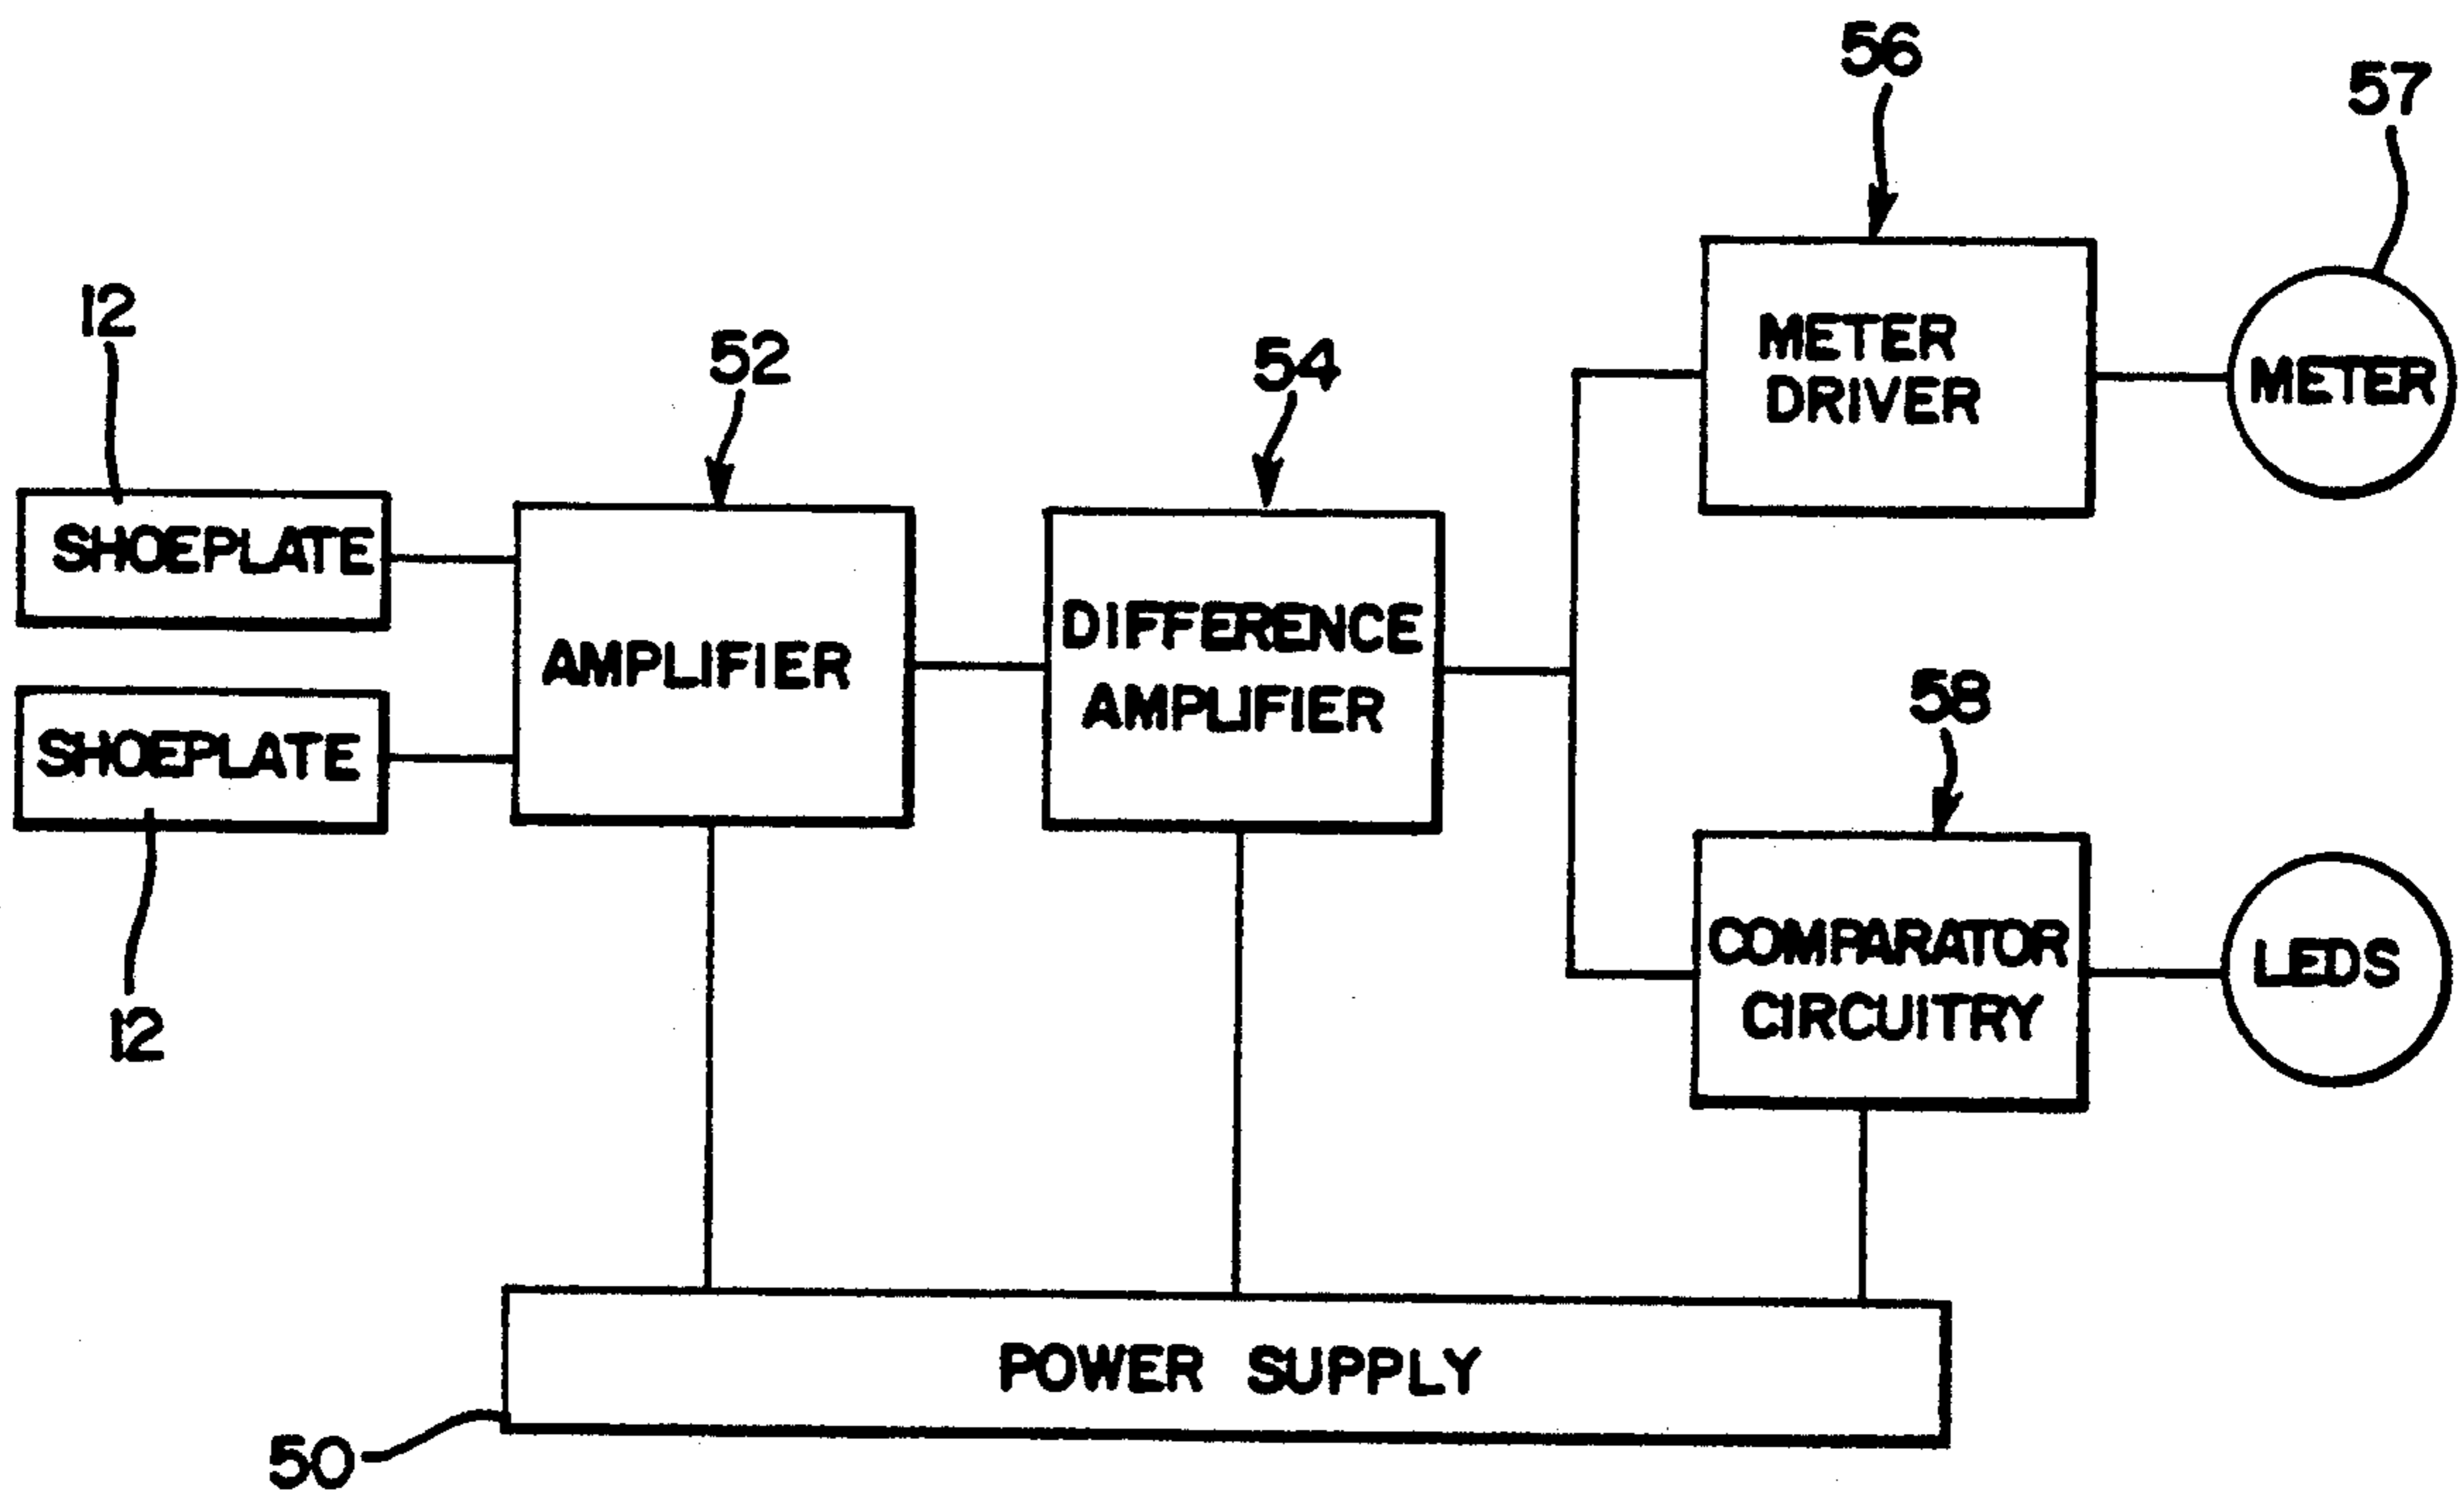 56
57
12
52
54
METER
DRIVER
METER
SHOEPLATE
DIFFERENCE
AMPLIFIER
AMPLIFIER
58
SHOEPLATE
COMPARATOR
CIRCUITRY
LEDS
12
POWER SUPPLY
50